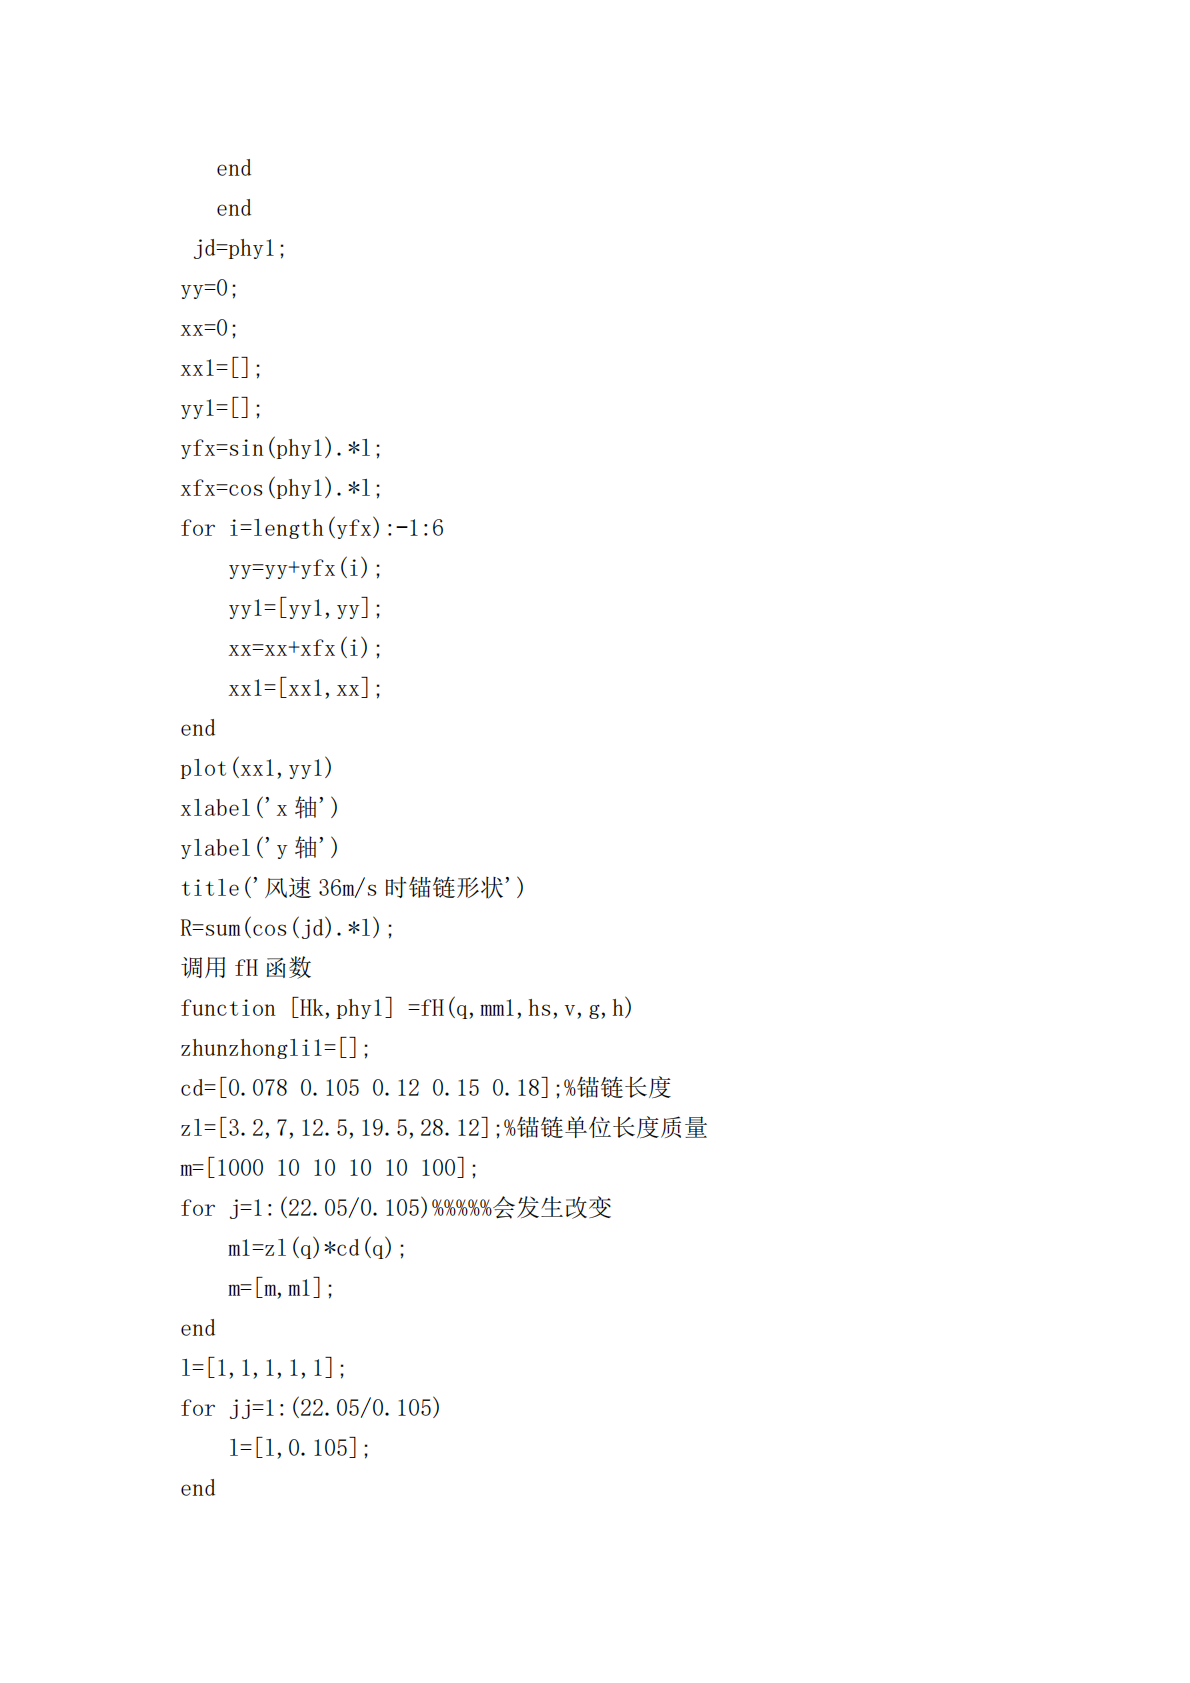 end
end
jd=phy1;
yy=0;
xx=0;
xx1=[];
yy1=[];
yfx=sin(phy1).*l;
xfx=cos(phy1).*l;
for i=length(yfx):-1:6
yy=yy+yfx(i);
yy1=[yy1,yy];
xx=xx+xfx(i);
xx1=[xx1,xx];
end
plot(xx1,yy1)
xlabel('x 轴')
ylabel('y 轴')
title('风速 36m/s 时锚链形状')
R=sum(cos(jd).*l);
调用 fH 函数
function [Hk,phy1] =fH(q,mm1,hs,v,g,h)
zhunzhongli1=[];
cd=[0.078 0.105 0.12 0.15 0.18];%锚链长度
zl=[3.2,7,12.5,19.5,28.12];%锚链单位长度质量
m=[1000 10 10 10 10 100];
for j=1:(22.05/0.105)%%%%%会发生改变
m1=zl(q)*cd(q);
m=[m,m1];
end
l=[1,1,1,1,1];
for jj=1:(22.05/0.105)
l=[l,0.105];
end